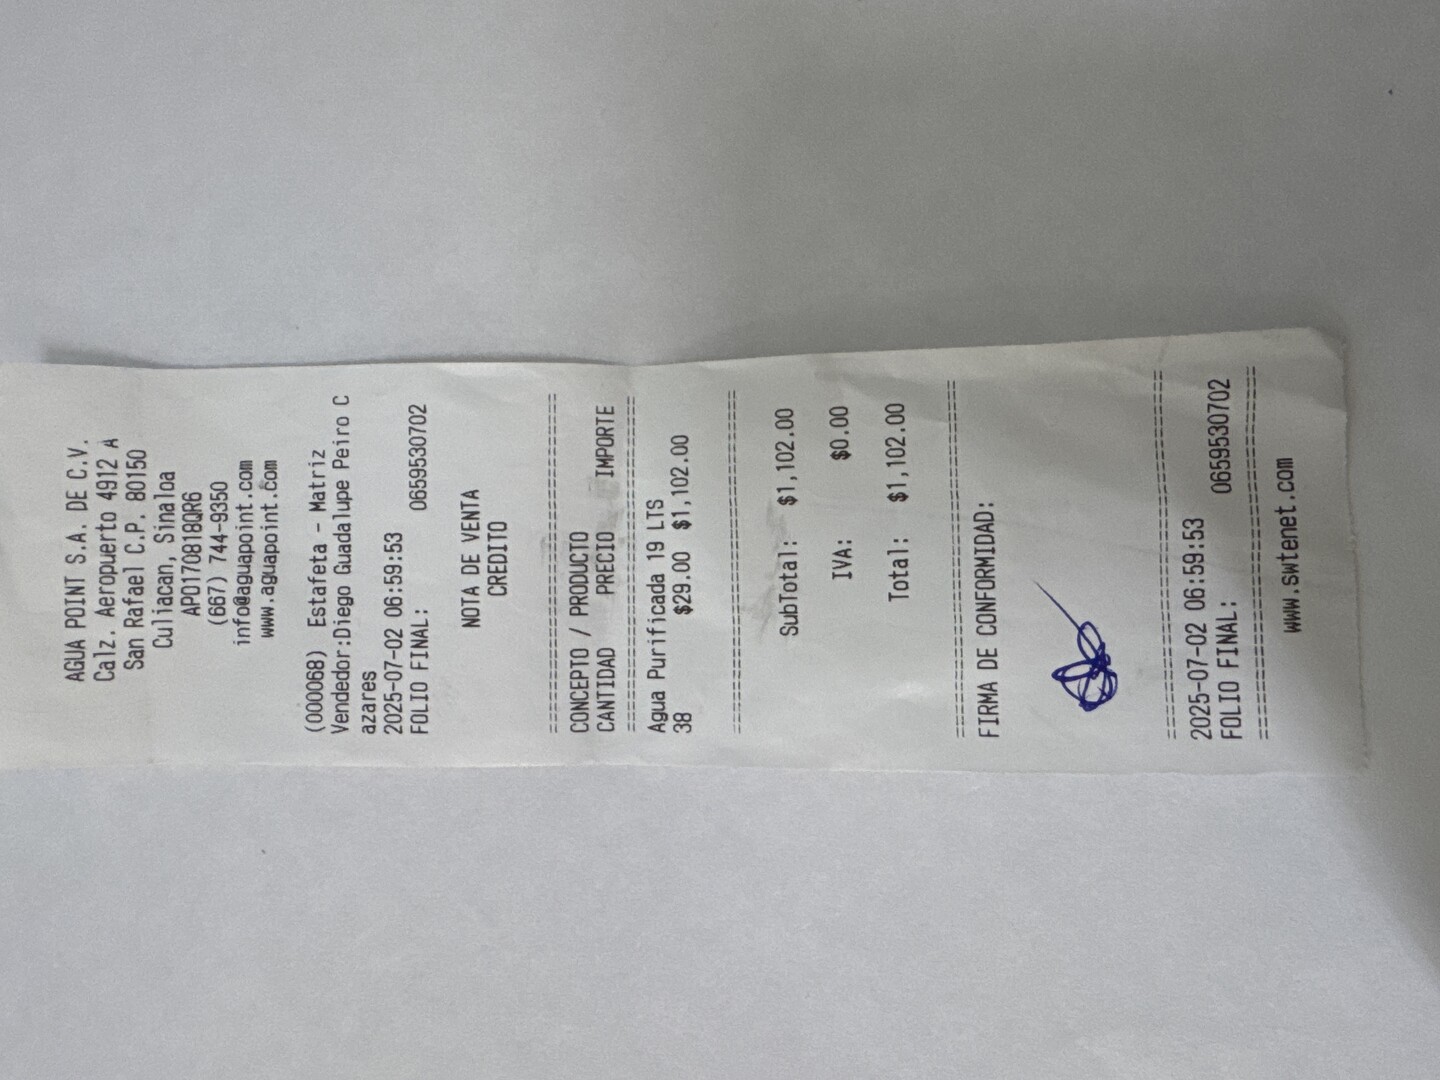 AGUA POINT S.A. DE C.V.
Calz. Aeropuerto 4912 A
San Rafael C.P. 80150
Culiacan, Sinaloa
APO170818QR6
(667) 744-9350
info@aguapoint.com
www.aguapoint.com
(000068) Estafeta - Matriz
Vendedor:Diego Guadalupe Peiro C
azares
2025-07-02 06:59:53
FOLIO FINAL: 0659530702
NOTA DE VENTA
CREDITO
================================
CONCEPTO / PRODUCTO
CANTIDAD PRECIO IMPORTE
================================
Agua Purificada 19 LTS
38 $29.00 $1,102.00
================================
SubTotal: $1,102.00
IVA: $0.00
Total: $1,102.00
================================
FIRMA DE CONFORMIDAD:
================================
2025-07-02 06:59:53
FOLIO FINAL: 0659530702
================================
www.swtenet.com